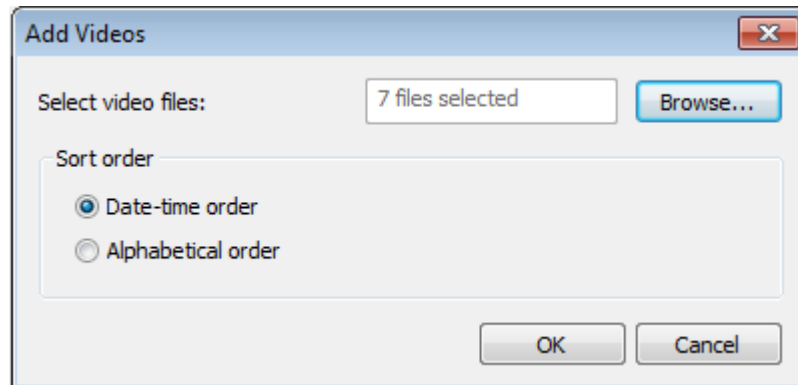 Add Videos
Select video files: 7 files selected Browse...
Sort order
Date-time order
Alphabetical order
OK Cancel